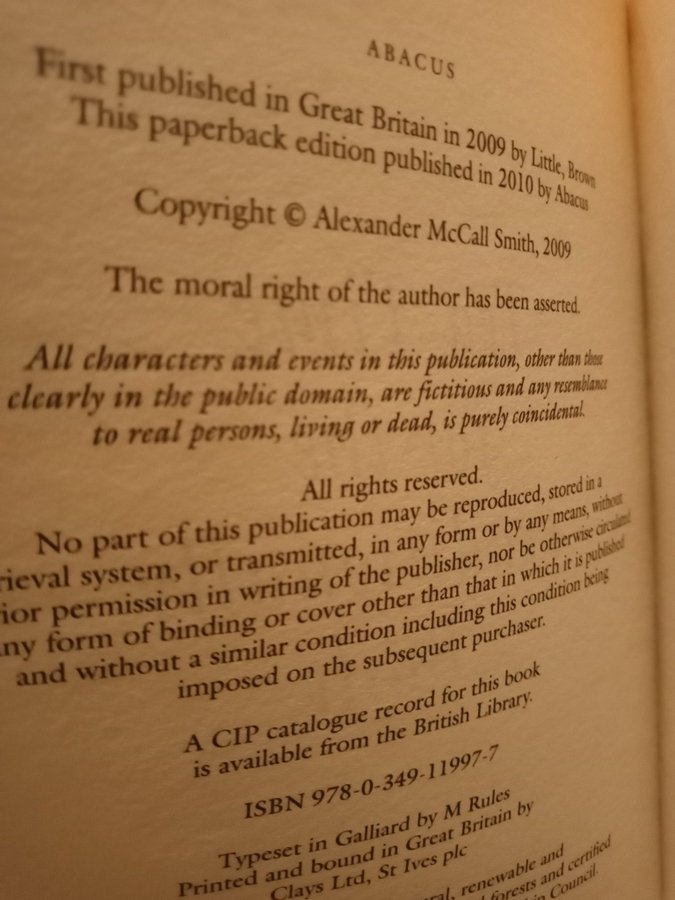 ABACUS
First published in Great Britain in 2009 by Little, Brown
This paperback edition published in 2010 by Abacus
Copyright © Alexander McCall Smith, 2009
The moral right of the author has been asserted.
All characters and events in this publication, other than those
clearly in the public domain, are fictitious and any resemblance
to real persons, living or dead, is purely coincidental.
All rights reserved.
No part of this publication may be reproduced, stored in a
rieval system, or transmitted, in any form or by any means, without
ior permission in writing of the publisher, nor be otherwise circulated
ny form of binding or cover other than that in which it is published
and without a similar condition including this condition being
imposed on the subsequent purchaser.
A CIP catalogue record for this book
is available from the British Library.
ISBN 978-0-349-11997-7
Typeset in Galliard by M Rules
Printed and bound in Great Britain by
Clays Ltd, St Ives plc
ral, renewable and
forests and certified
Council.